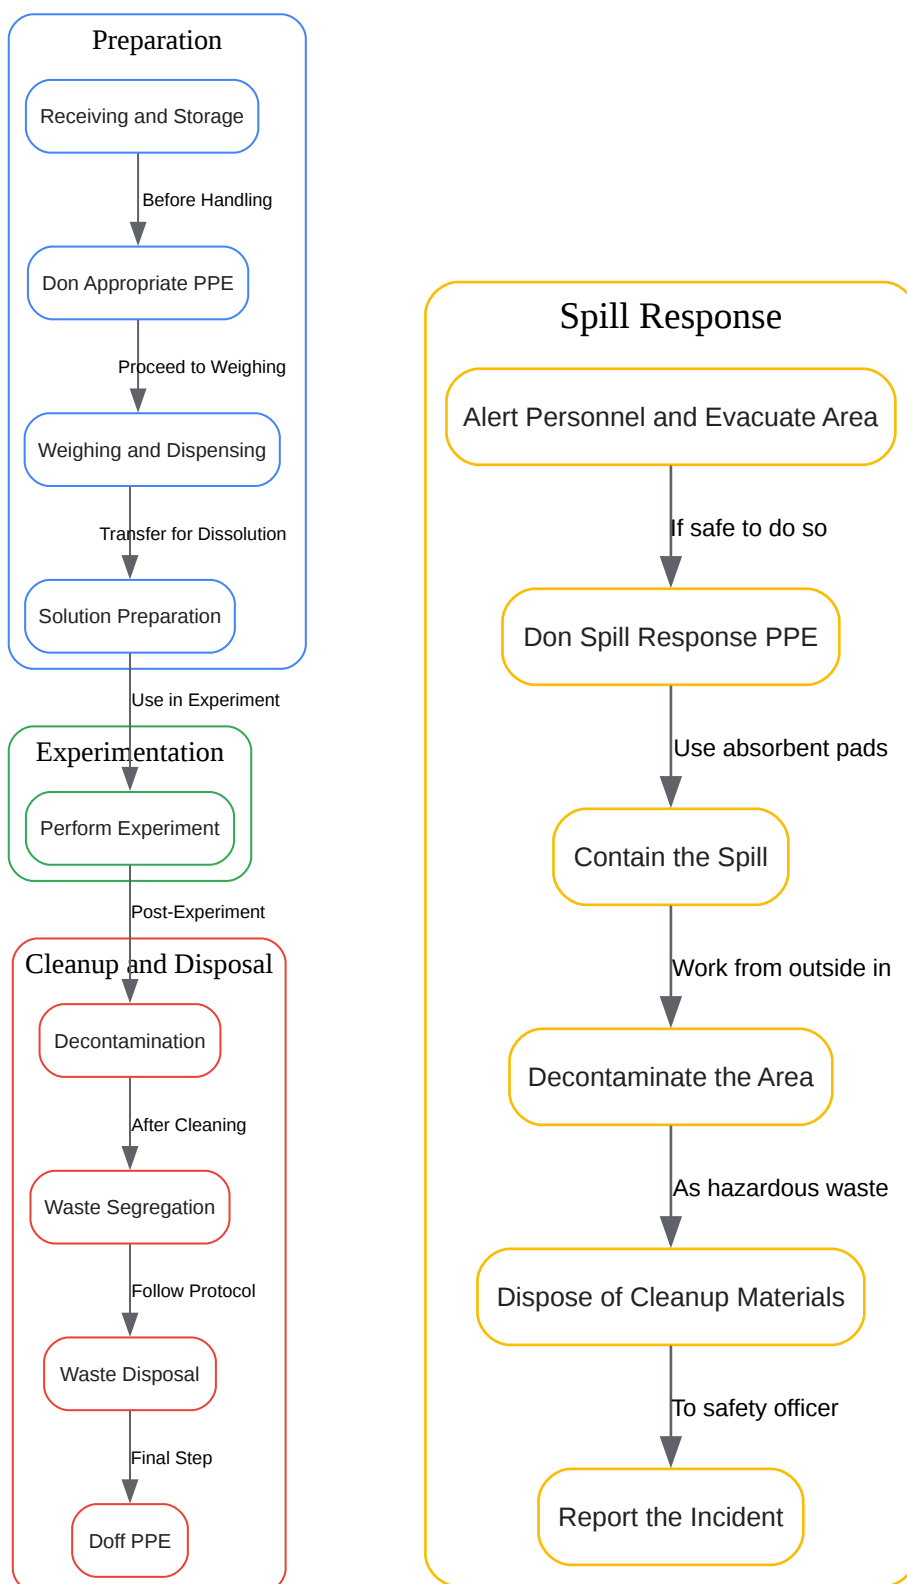 Preparation
Receiving and Storage
Before Handling
Don Appropriate PPE
Proceed to Weighing
Weighing and Dispensing
Transfer for Dissolution
Solution Preparation
Use in Experiment
Experimentation
Perform Experiment
Post-Experiment
Cleanup and Disposal
Decontamination
After Cleaning
Waste Segregation
Follow Protocol
Waste Disposal
Final Step
Doff PPE
Spill Response
Alert Personnel and Evacuate Area
If safe to do so
Don Spill Response PPE
Use absorbent pads
Contain the Spill
Work from outside in
Decontaminate the Area
As hazardous waste
Dispose of Cleanup Materials
To safety officer
Report the Incident